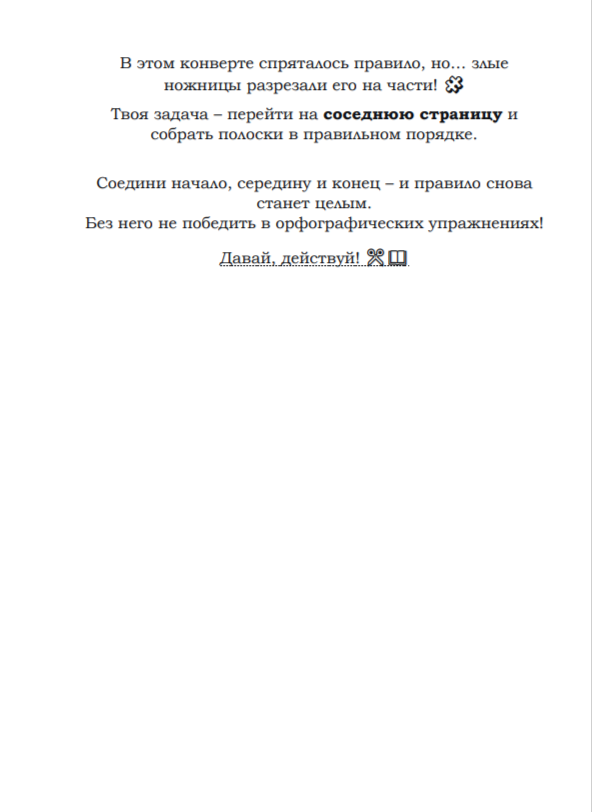 В этом конверте спряталось правило, но... злые
ножницы разрезали его на части!
Твоя задача – перейти на соседнюю страницу и
собрать полоски в правильном порядке.
Соедини начало, середину и конец – и правило снова
станет целым.
Без него не победить в орфографических упражнениях!
Давай, действуй!